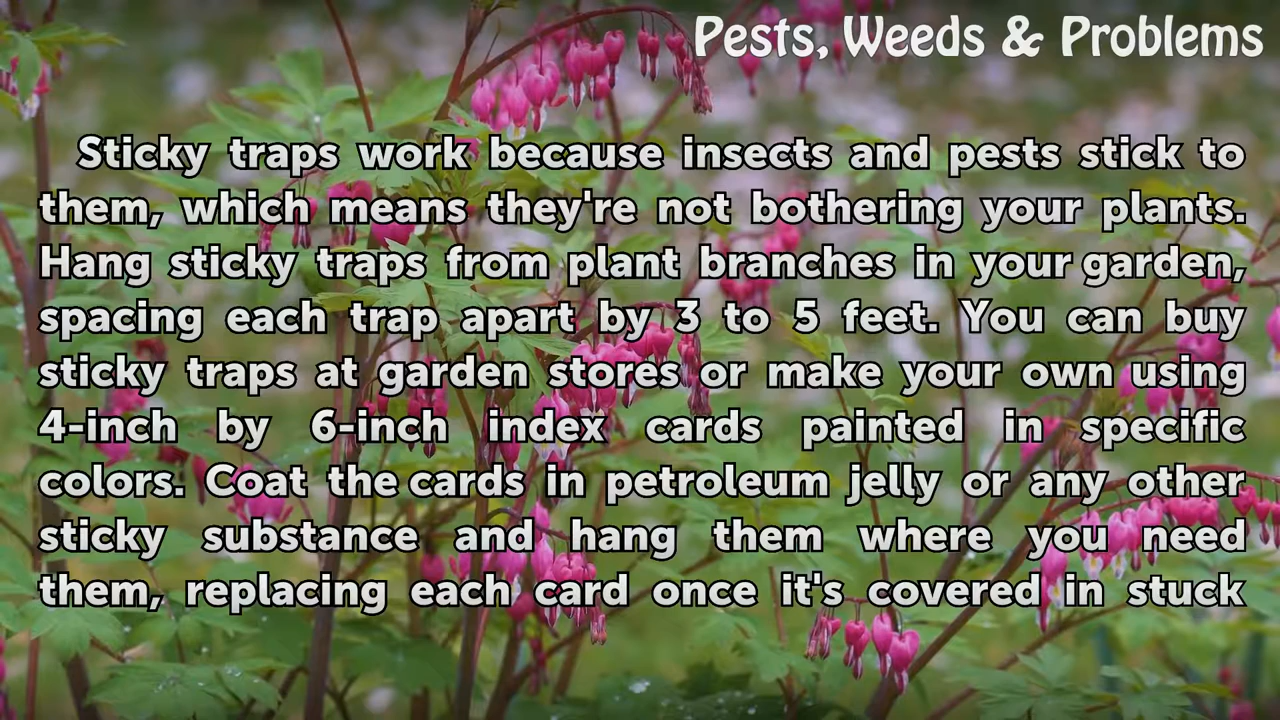 Pests, Weeds & Problems
Sticky traps work because insects and pests stick to
them, which means they're not bothering your plants.
Hang sticky traps from plant branches in your garden,
spacing each trap apart by 3 to 5 feet. You can buy
sticky traps at garden stores or make your own using
4-inch by 6-inch index cards painted in specific
colors. Coat the cards in petroleum jelly or any other
sticky substance and hang them where you need
them, replacing each card once it's covered in stuck